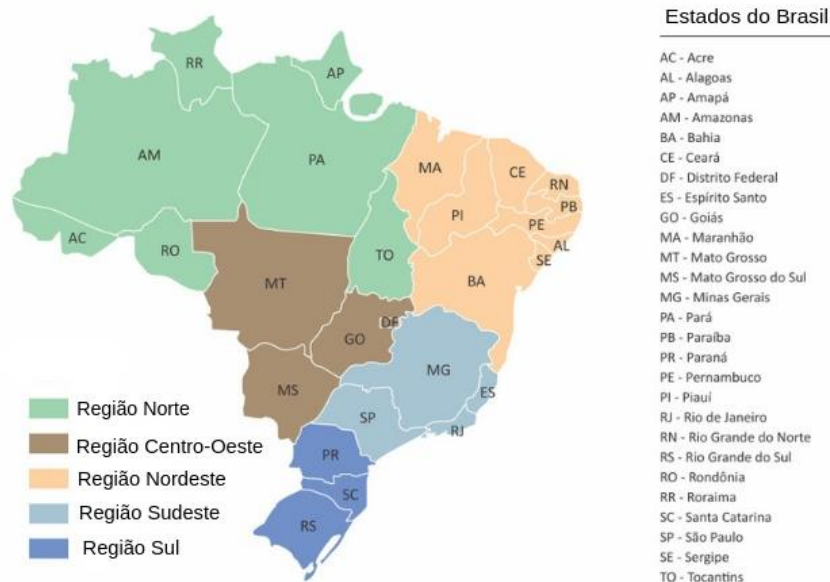 Estados do Brasil
AC - Acre
AL - Alagoas
AP - Amapá
AM - Amazonas
BA - Bahia
CE - Ceará
DF - Distrito Federal
ES - Espírito Santo
GO - Goiás
MA - Maranhão
MT - Mato Grosso
MS - Mato Grosso do Sul
MG - Minas Gerais
PA - Pará
PB - Paraíba
PR - Paraná
PE - Pernambuco
PI - Piauí
RJ - Rio de Janeiro
RN - Rio Grande do Norte
RS - Rio Grande do Sul
RO - Rondônia
RR - Roraima
SC - Santa Catarina
SP - São Paulo
SE - Sergipe
TO - Tocantins
RR
AP
AM
PA
MA
CE
RN
PB
PI
PE
AL
SE
AC
RO
TO
MT
BA
DF
GO
MG
MS
ES
SP
RJ
PR
SC
RS
Região Norte
Região Centro-Oeste
Região Nordeste
Região Sudeste
Região Sul